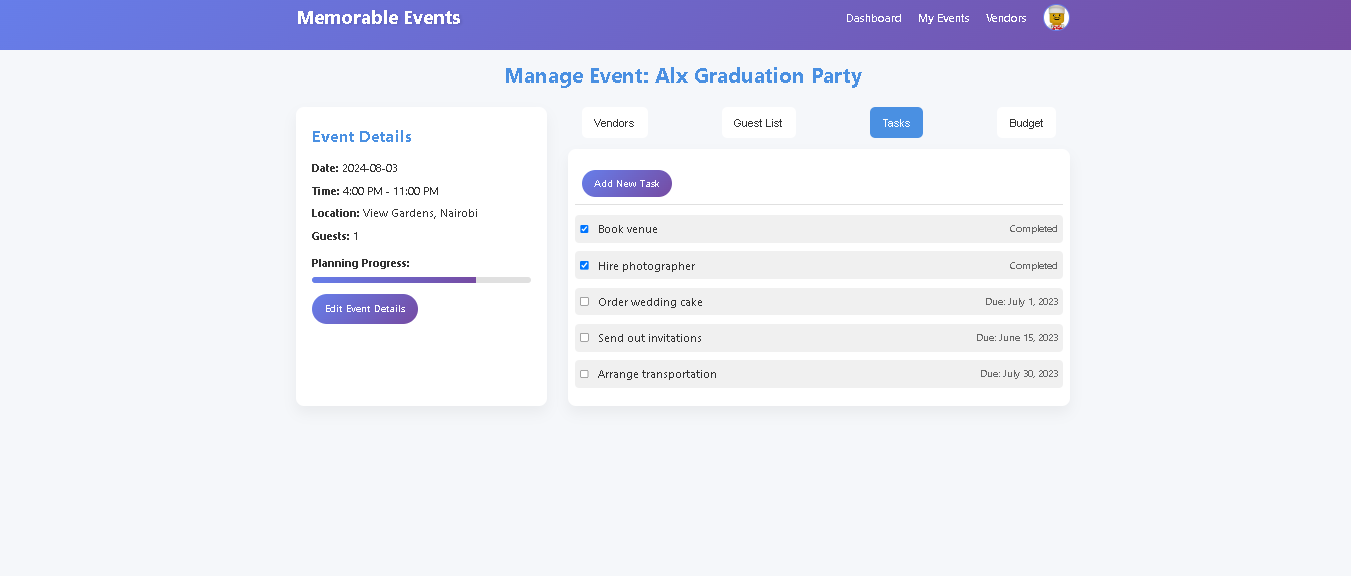 Memorable Events
Dashboard My Events Vendors
Manage Event: Alx Graduation Party
Event Details
Date: 2024-08-03
Time: 4:00 PM - 11:00 PM
Location: View Gardens, Nairobi
Guests: 1
Planning Progress:
Edit Event Details
Vendors Guest List Tasks Budget
Add New Task
Book venue Completed
Hire photographer Completed
Order wedding cake Due: July 1, 2023
Send out invitations Due: June 15, 2023
Arrange transportation Due: July 30, 2023